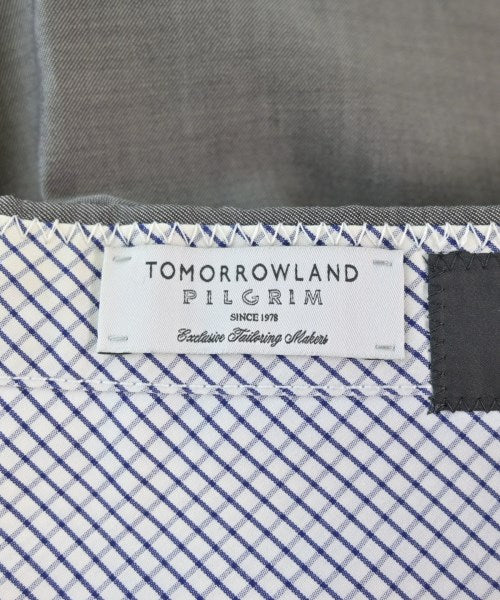 TOMORROWLAND
PILGRIM
SINCE 1978
Exclusive Tailoring Makers